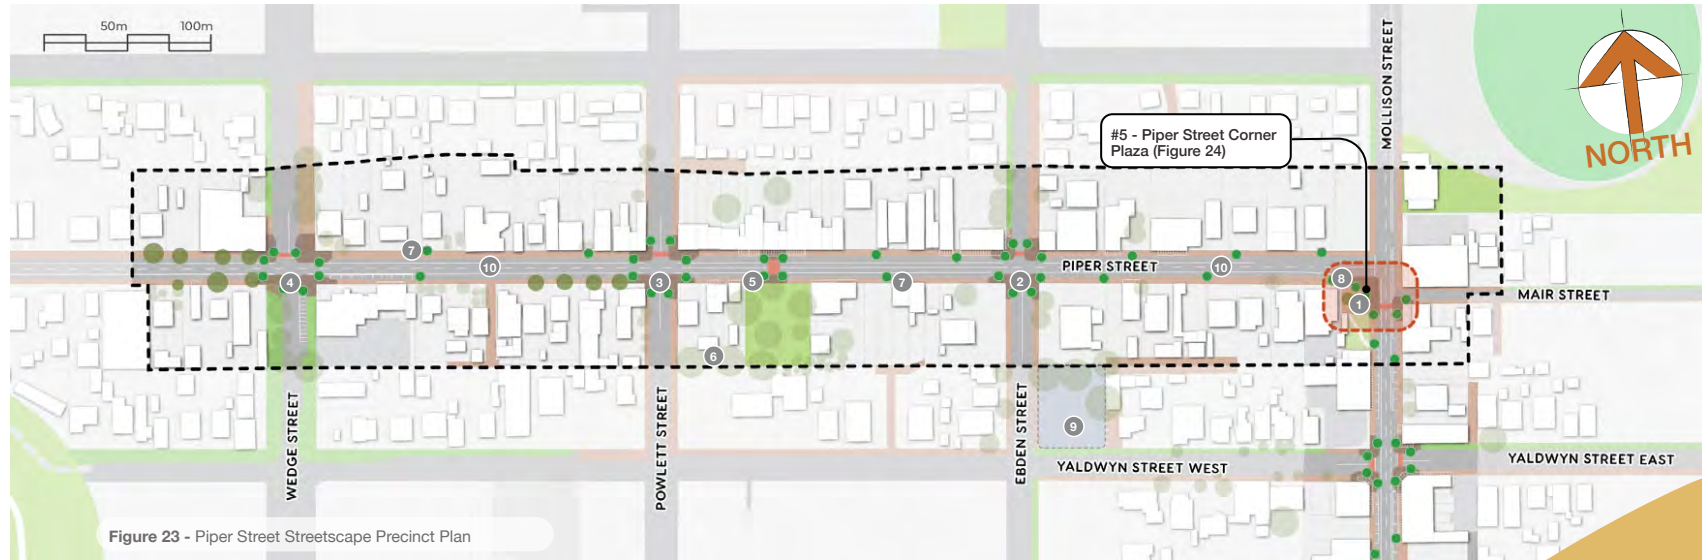 50m 100m
MOLLISON STREET
NORTH
#5 - Piper Street Corner
Plaza (Figure 24)
7
10
PIPER STREET
10
8
4
3
5
7
2
1
MAIR STREET
6
9
WEDGE STREET
POWLETT STREET
EBDEN STREET
YALDWYN STREET WEST
YALDWYN STREET EAST
Figure 23 - Piper Street Streetscape Precinct Plan